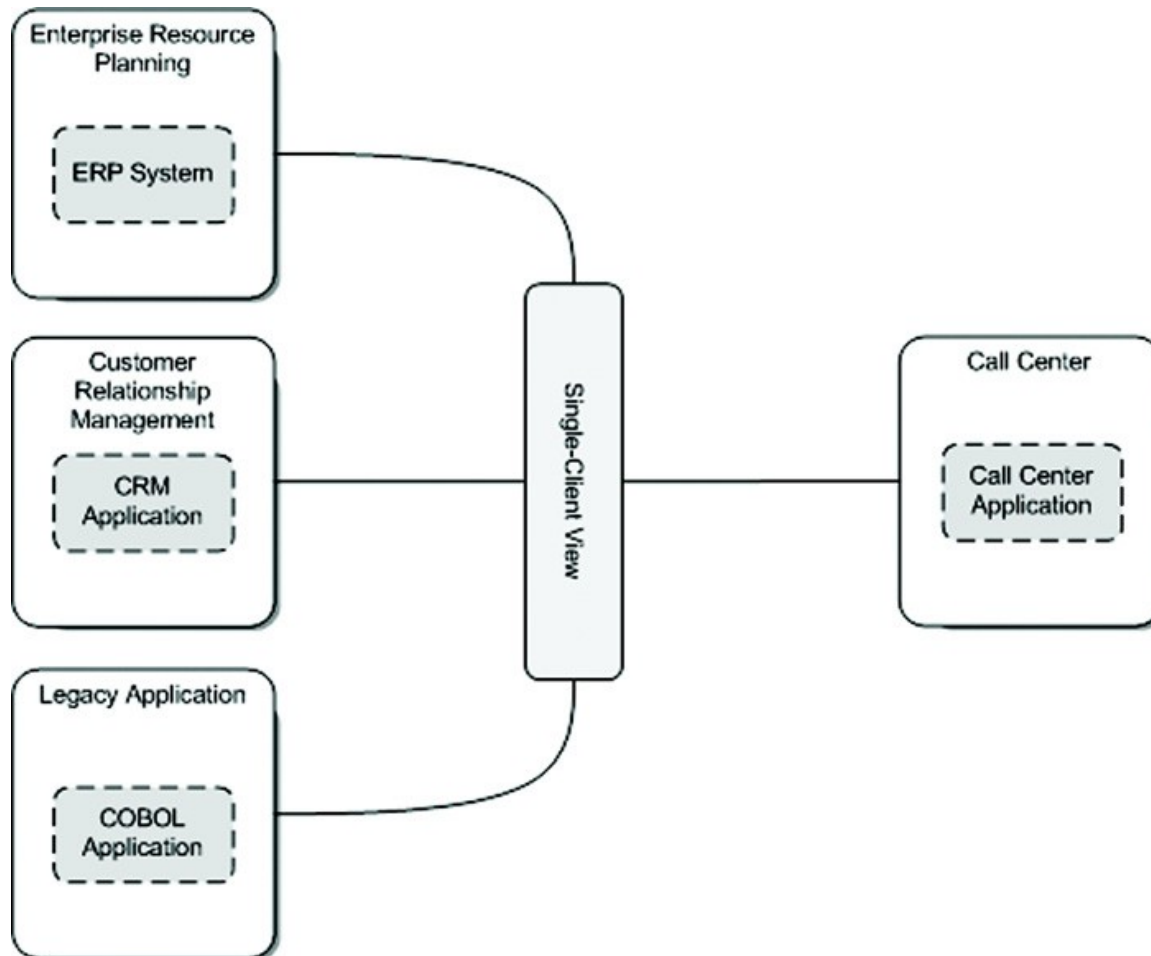 Enterprise Resource
Planning
ERP System
Customer
Relationship
Management
CRM
Application
Legacy Application
COBOL
Application
Single-Client View
Call Center
Call Center
Application